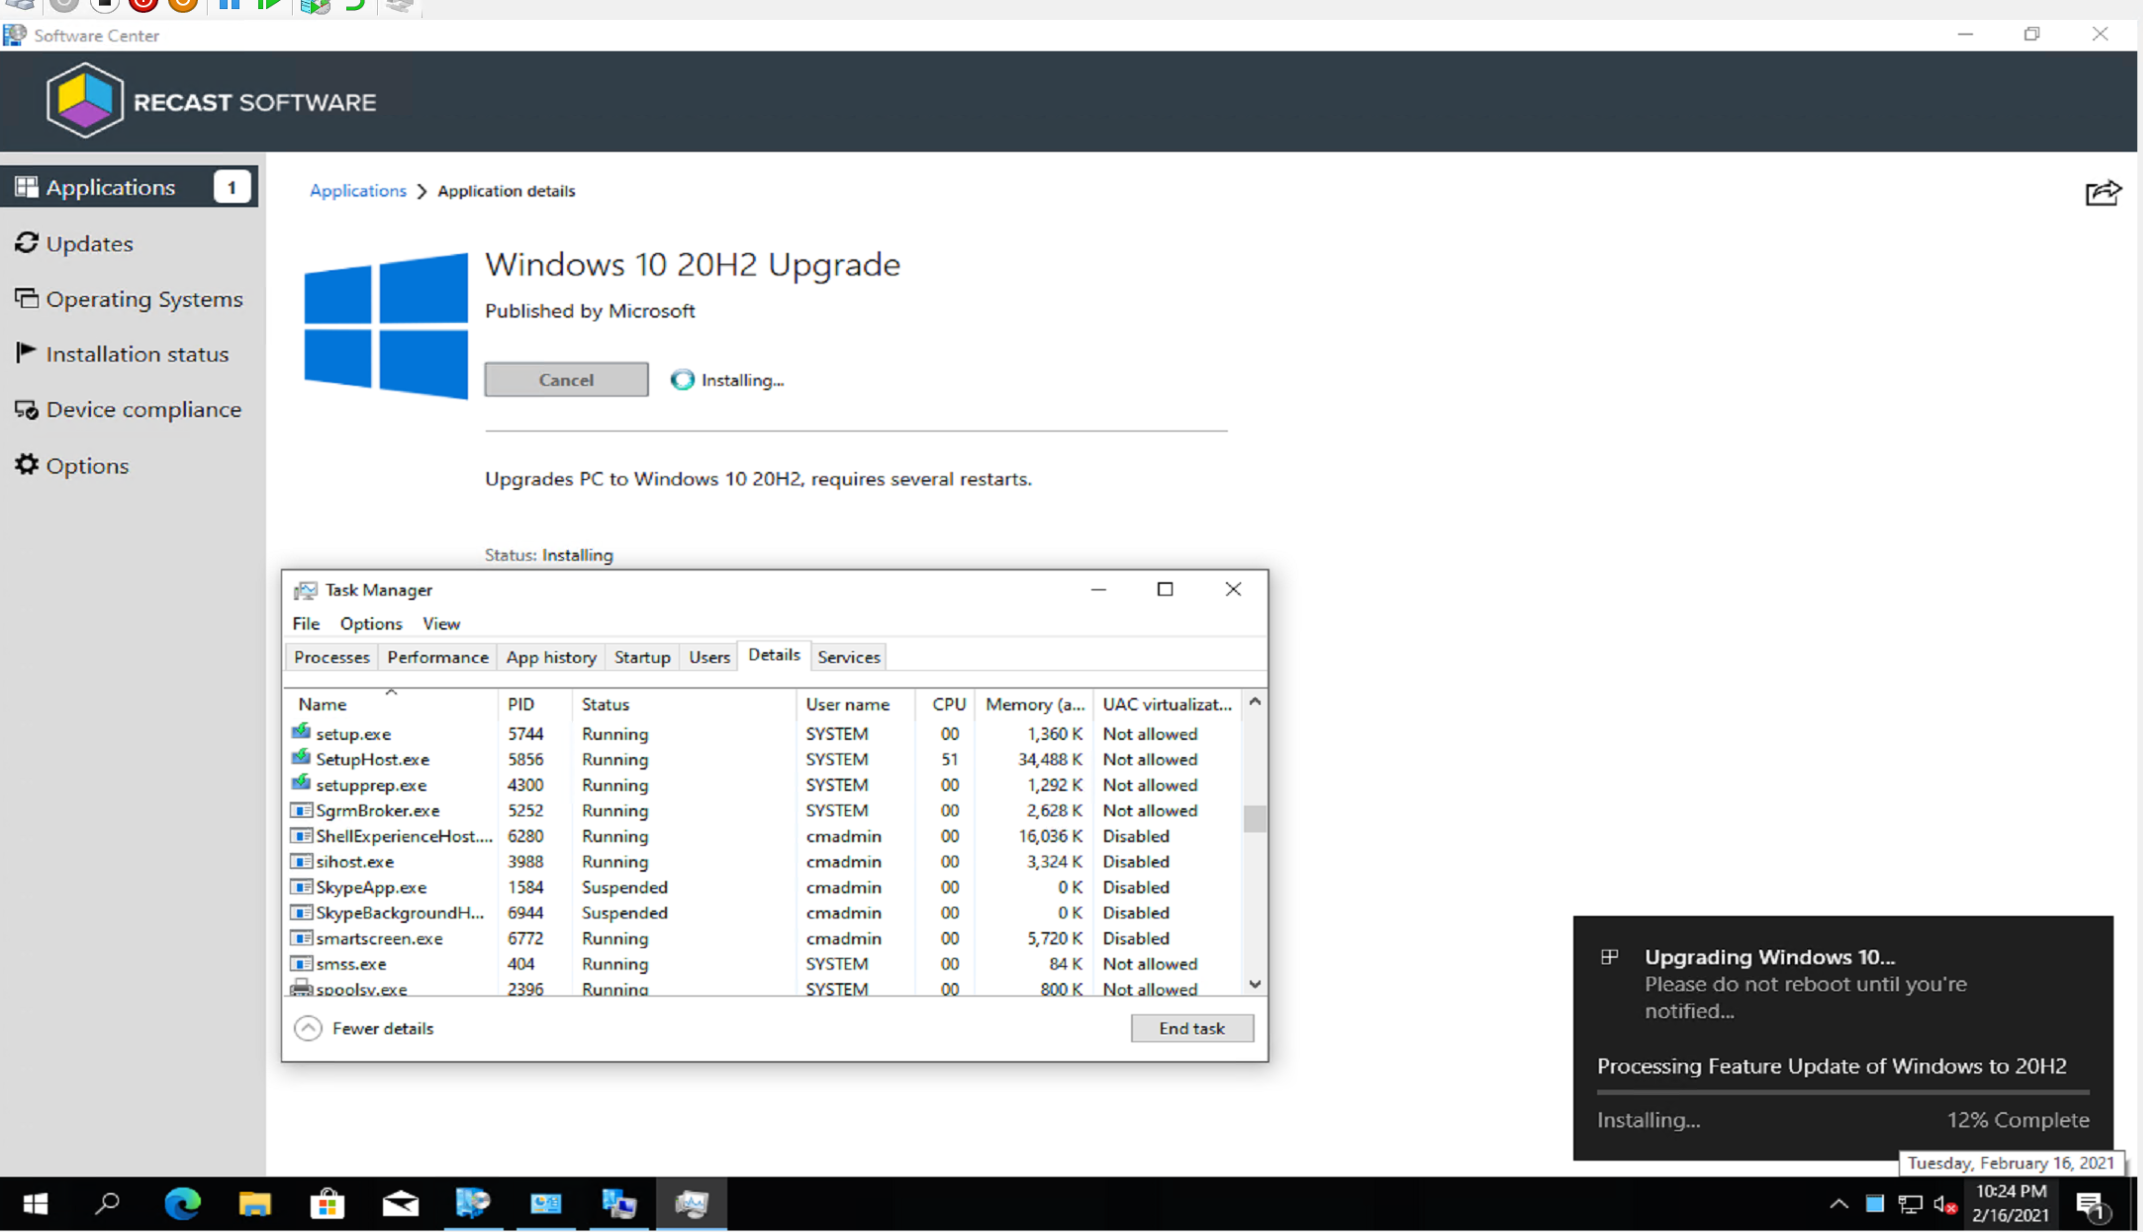 Software Center
RECAST SOFTWARE
Applications 1
Updates
Operating Systems
Installation status
Device compliance
Options
Applications > Application details
Windows 10 20H2 Upgrade
Published by Microsoft
Cancel Installing...
Upgrades PC to Windows 10 20H2, requires several restarts.
Status: Installing
Task Manager
File Options View
Processes Performance App history Startup Users Details Services
Name PID Status User name CPU Memory (a... UAC virtualizat...
setup.exe 5744 Running SYSTEM 00 1,360 K Not allowed
SetupHost.exe 5856 Running SYSTEM 51 34,488 K Not allowed
setupprep.exe 4300 Running SYSTEM 00 1,292 K Not allowed
SgrmBroker.exe 5252 Running SYSTEM 00 2,628 K Not allowed
ShellExperienceHost.... 6280 Running cmadmin 00 16,036 K Disabled
sihost.exe 3988 Running cmadmin 00 3,324 K Disabled
SkypeApp.exe 1584 Suspended cmadmin 00 0 K Disabled
SkypeBackgroundH... 6944 Suspended cmadmin 00 0 K Disabled
smartscreen.exe 6772 Running cmadmin 00 5,720 K Disabled
smss.exe 404 Running SYSTEM 00 84 K Not allowed
spoolsv.exe 2396 Running SYSTEM 00 800 K Not allowed
Fewer details End task
Upgrading Windows 10...
Please do not reboot until you're
notified...
Processing Feature Update of Windows to 20H2
Installing... 12% Complete
Tuesday, February 16, 2021
10:24 PM
2/16/2021
1